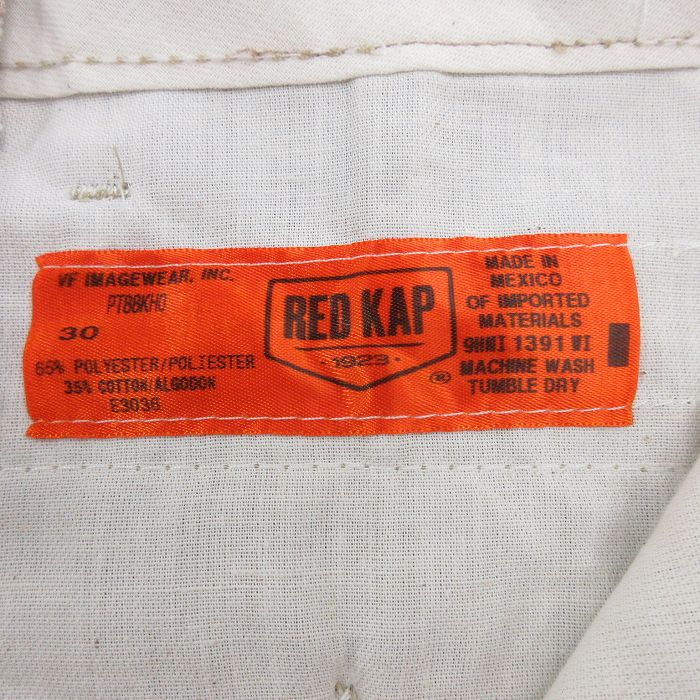 VF IMAGEWEAR, INC.
PT88KH0
30
65% POLYESTER/POLIESTER
35% COTTON/ALGODON
E3036
RED KAP
·1923·
®
MADE IN
MEXICO
OF IMPORTED
MATERIALS
9HMI 1391 WI
MACHINE WASH
TUMBLE DRY